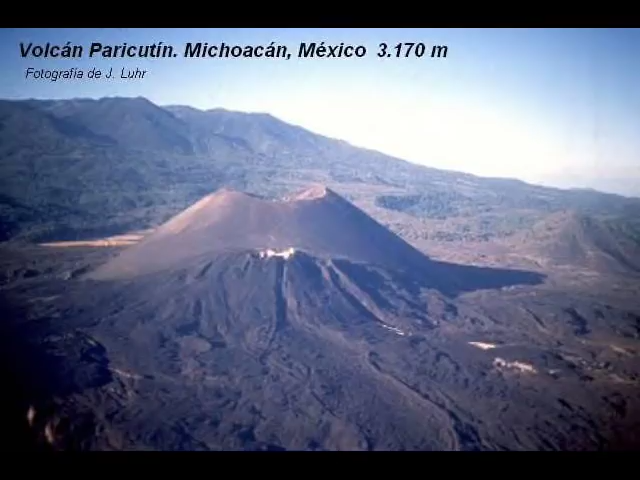 Volcán Paricutín. Michoacán, México 3.170 m
Fotografía de J. Luhr